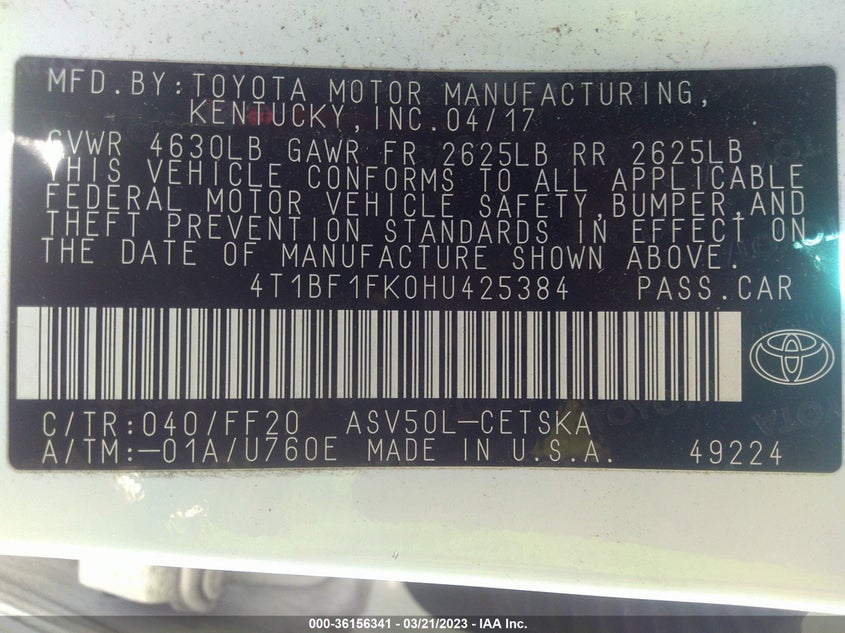 MFD.BY:TOYOTA MOTOR MANUFACTURING,
KENTUCKY,INC.04/17
GVWR 4630LB GAWR FR 2625LB RR 2625LB
THIS VEHICLE CONFORMS TO ALL APPLICABLE
FEDERAL MOTOR VEHICLE SAFETY,BUMPER,AND
THEFT PREVENTION STANDARDS IN EFFECT ON
THE DATE OF MANUFACTURE SHOWN ABOVE.
4T1BF1FK0HU425384 PASS.CAR
C/TR:040/FF20 ASV50L-CETSKA
A/TM:-01A/U760E MADE IN U.S.A. 49224
000-36156341 - 03/21/2023 - IAA Inc.